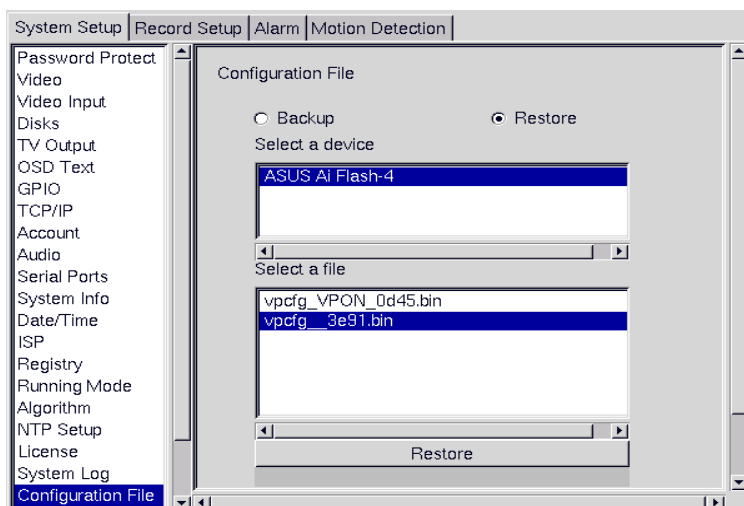 System Setup Record Setup Alarm Motion Detection
Password Protect
Video
Video Input
Disks
TV Output
OSD Text
GPIO
TCP/IP
Account
Audio
Serial Ports
System Info
Date/Time
ISP
Registry
Running Mode
Algorithm
NTP Setup
License
System Log
Configuration File
Configuration File
Backup Restore
Select a device
ASUS Ai Flash-4
Select a file
vpcfg_VPON_0d45.bin
vpcfg__3e91.bin
Restore